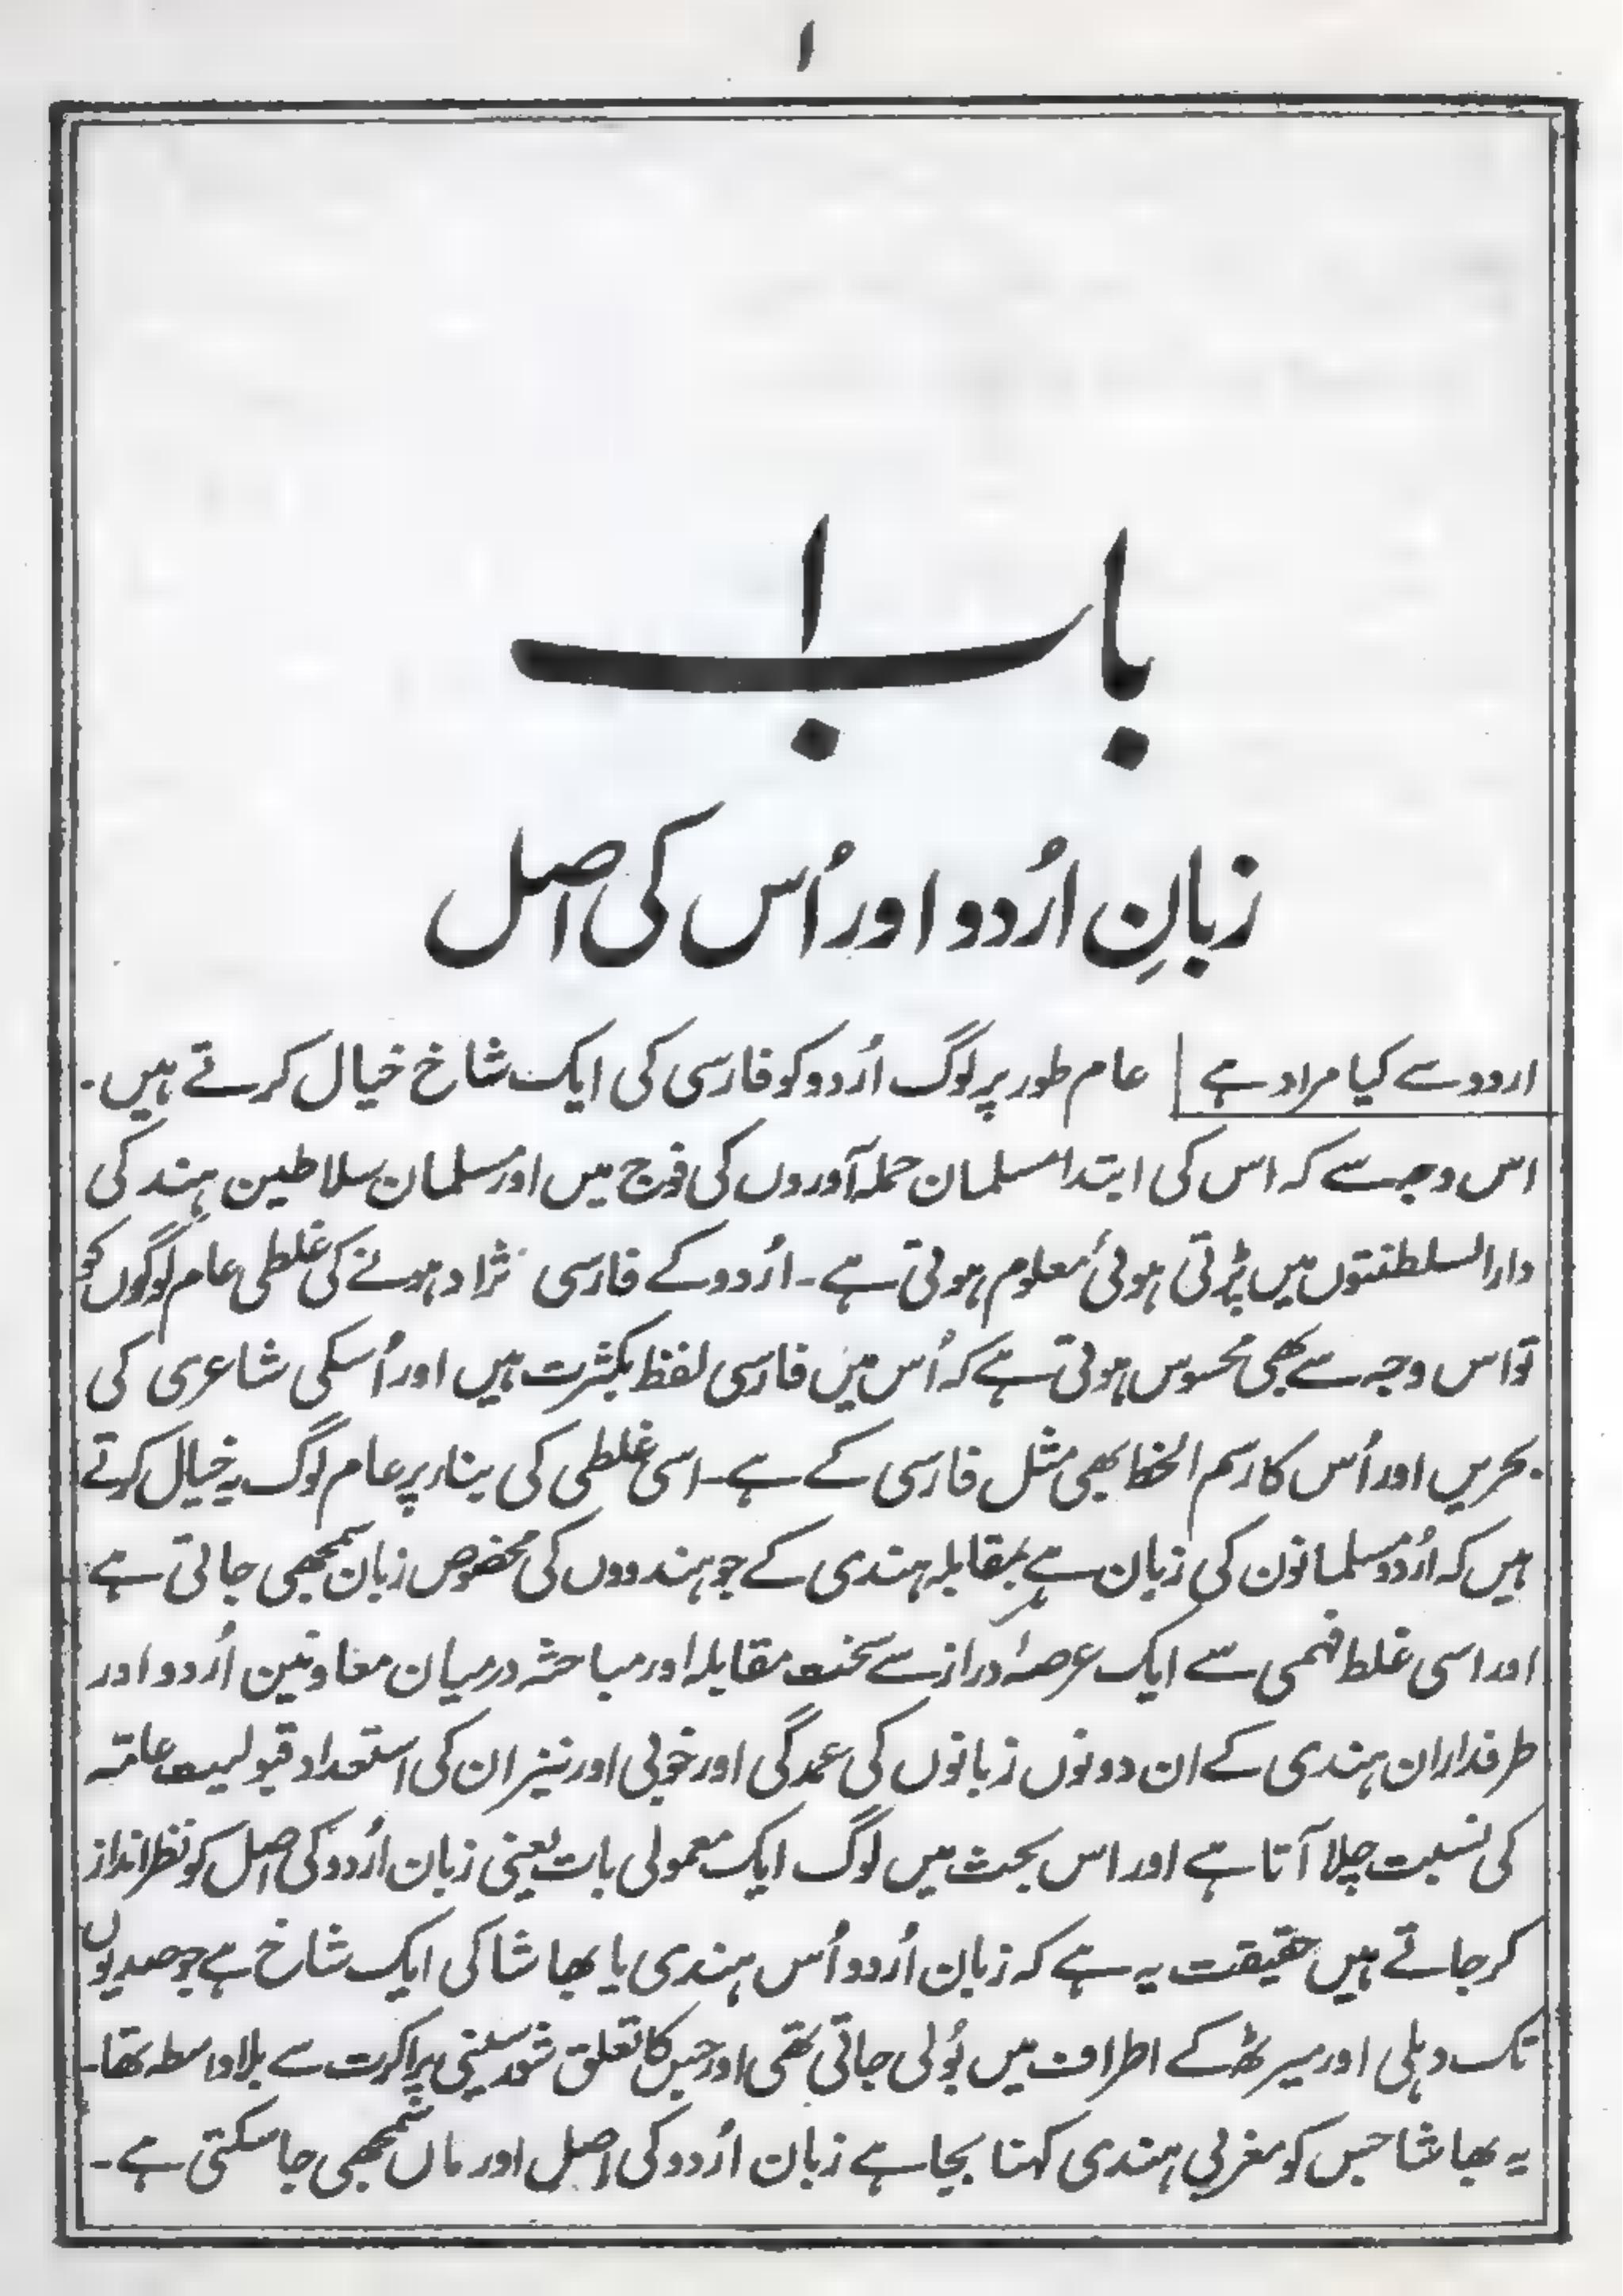 ۱
باب ۱
زبانِ اُردو اور اُس کی اصل
اردو سے کیا مراد ہے | عام طور پر لوگ اُردو کو فارسی کی ایک شاخ خیال کرتے ہیں۔
اس وجہ سے کہ اس کی ابتدا مسلمان حملہ آوروں کی فوج میں اور مسلمان سلاطین ہند کی
دارالسلطنتوں میں پڑتی ہوئی معلوم ہوتی ہے۔ اُردو کے فارسی نژاد ہونے کی غلطی عام لوگوں کو
تو اس وجہ سے بھی محسوس ہوتی ہے کہ اُس میں فارسی لفظ بکثرت ہیں اور اُسکی شاعری کی
بحریں اور اُس کا رسم الخط بھی مثل فارسی کے ہے۔ اسی غلطی کی بنا پر عام لوگ یہ خیال کرتے
ہیں کہ اُردو مسلمانوں کی زبان ہے بمقابلہ ہندی کے جو ہندووں کی مخصوص زبان سمجھی جاتی ہے
اور اسی غلط فہمی سے ایک عرصۂ دراز سے سخت مقابلہ اور مباحثہ درمیان معاونین اُردو اور
طرفداران ہندی کے ان دونوں زبانوں کی عمدگی اور خوبی اور نیز ان کی استعداد قبولیت عامّہ
کی نسبت چلا آتا ہے اور اس بحث میں لوگ ایک معمولی بات یعنی زبان اُردو کی اصل کو نظر انداز
کر جاتے ہیں حقیقت یہ ہے کہ زبان اُردو اُس ہندی یا بھاشا کی ایک شاخ ہے جو صدیوں
تک دہلی اور میرٹھ کے اطراف میں بُولی جاتی تھی اور جس کا تعلق شور سینی پراکرت سے بلاواسطہ تھا۔
یہ بھاشا جس کو مغربی ہندی کہنا بجا ہے زبان اُردو کی اصل اور ماں سمجھی جا سکتی ہے۔